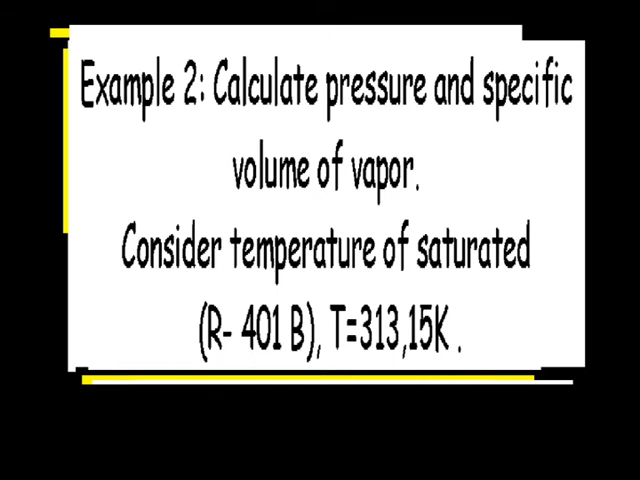 Example 2: Calculate pressure and specific
volume of vapor.
Consider temperature of saturated
(R- 401 B), T=313,15K .